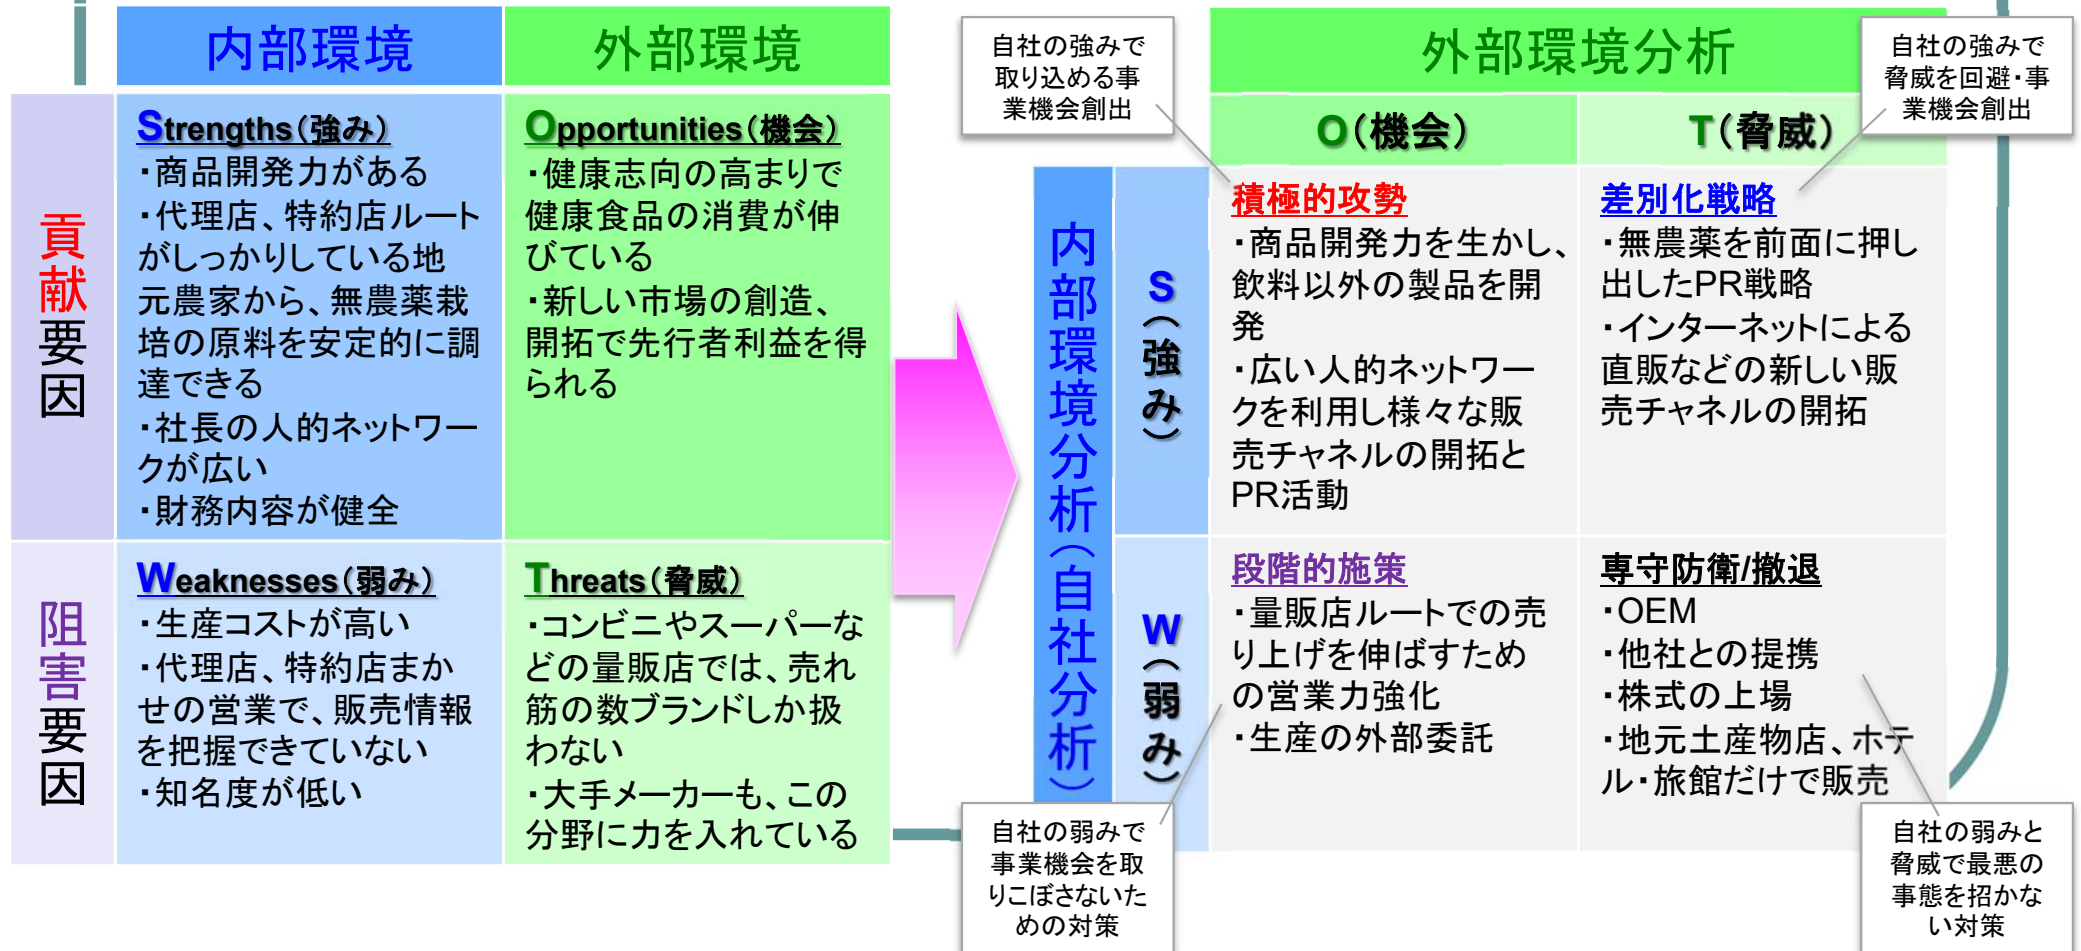 内部環境
外部環境
貢献要因
Strengths(強み)
・商品開発力がある
・代理店、特約店ルート
がしっかりしている地
元農家から、無農薬栽
培の原料を安定的に調
達できる
・社長の人的ネットワー
クが広い
・財務内容が健全
Opportunities(機会)
・健康志向の高まりで
健康食品の消費が伸
びている
・新しい市場の創造、
開拓で先行者利益を得
られる
阻害要因
Weaknesses(弱み)
・生産コストが高い
・代理店、特約店まか
せの営業で、販売情報
を把握できていない
・知名度が低い
Threats(脅威)
・コンビニやスーパーな
どの量販店では、売れ
筋の数ブランドしか扱
わない
・大手メーカーも、この
分野に力を入れている
自社の強みで
取り込める事
業機会創出
外部環境分析
自社の強みで
脅威を回避・事
業機会創出
O(機会)
T(脅威)
内部環境分析(自社分析)
S(強み)
積極的攻勢
・商品開発力を生かし、
飲料以外の製品を開
発
・広い人的ネットワー
クを利用し様々な販
売チャネルの開拓と
PR活動
差別化戦略
・無農薬を前面に押し
出したPR戦略
・インターネットによる
直販などの新しい販
売チャネルの開拓
W(弱み)
段階的施策
・量販店ルートでの売
り上げを伸ばすため
の営業力強化
・生産の外部委託
専守防衛/撤退
・OEM
・他社との提携
・株式の上場
・地元土産物店、ホテ
ル・旅館だけで販売
自社の弱みで
事業機会を取
りこぼさないた
めの対策
自社の弱みと
脅威で最悪の
事態を招かな
い対策